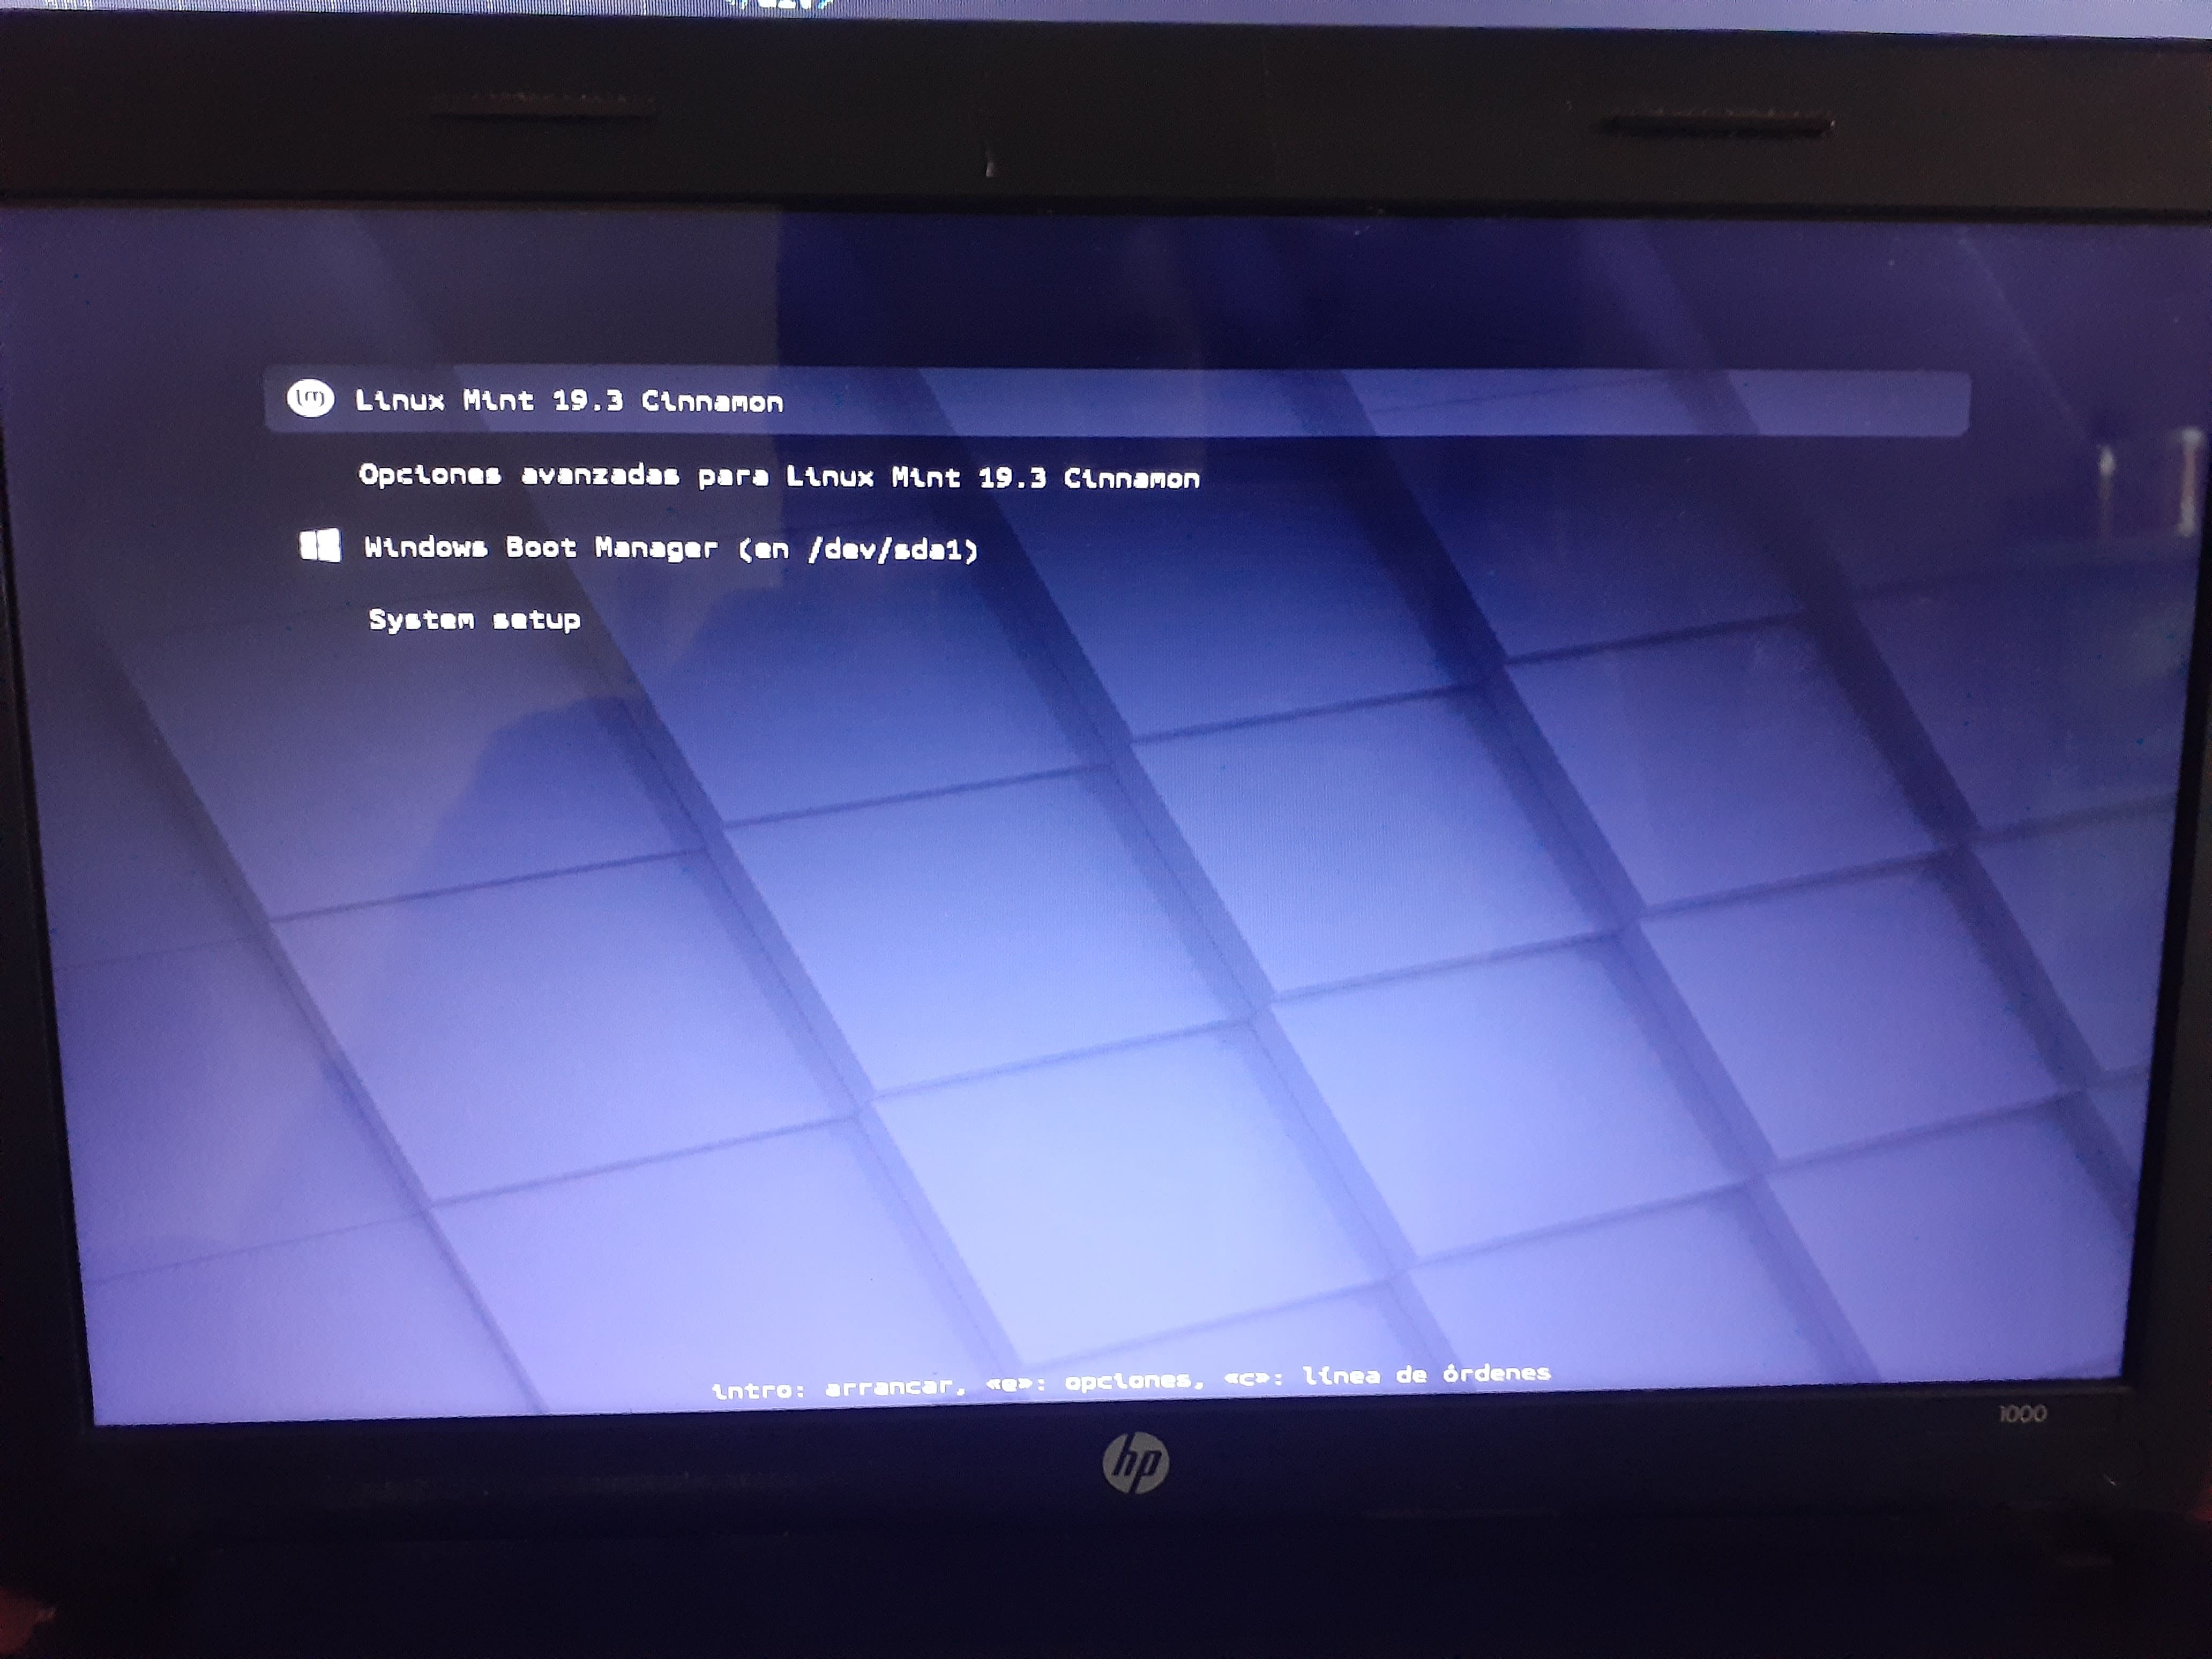 Linux Mint 19.3 Cinnamon
Opciones avanzadas para Linux Mint 19.3 Cinnamon
Windows Boot Manager (en /dev/sda1)
System setup
intro: arrancar, «e»: opciones, «c»: línea de órdenes
1000
hp